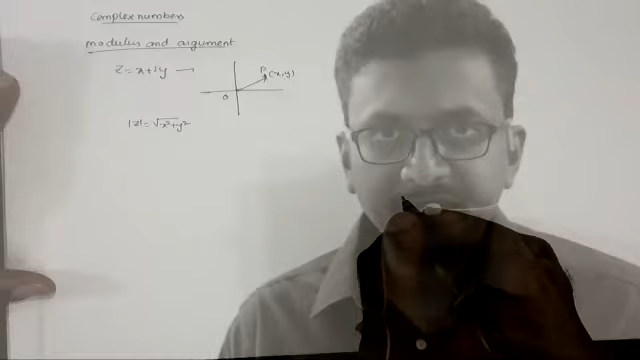 Complex numbers
modulus and argument
Z = x + iy →
P(x,y)
O
|z| = √x²+y²